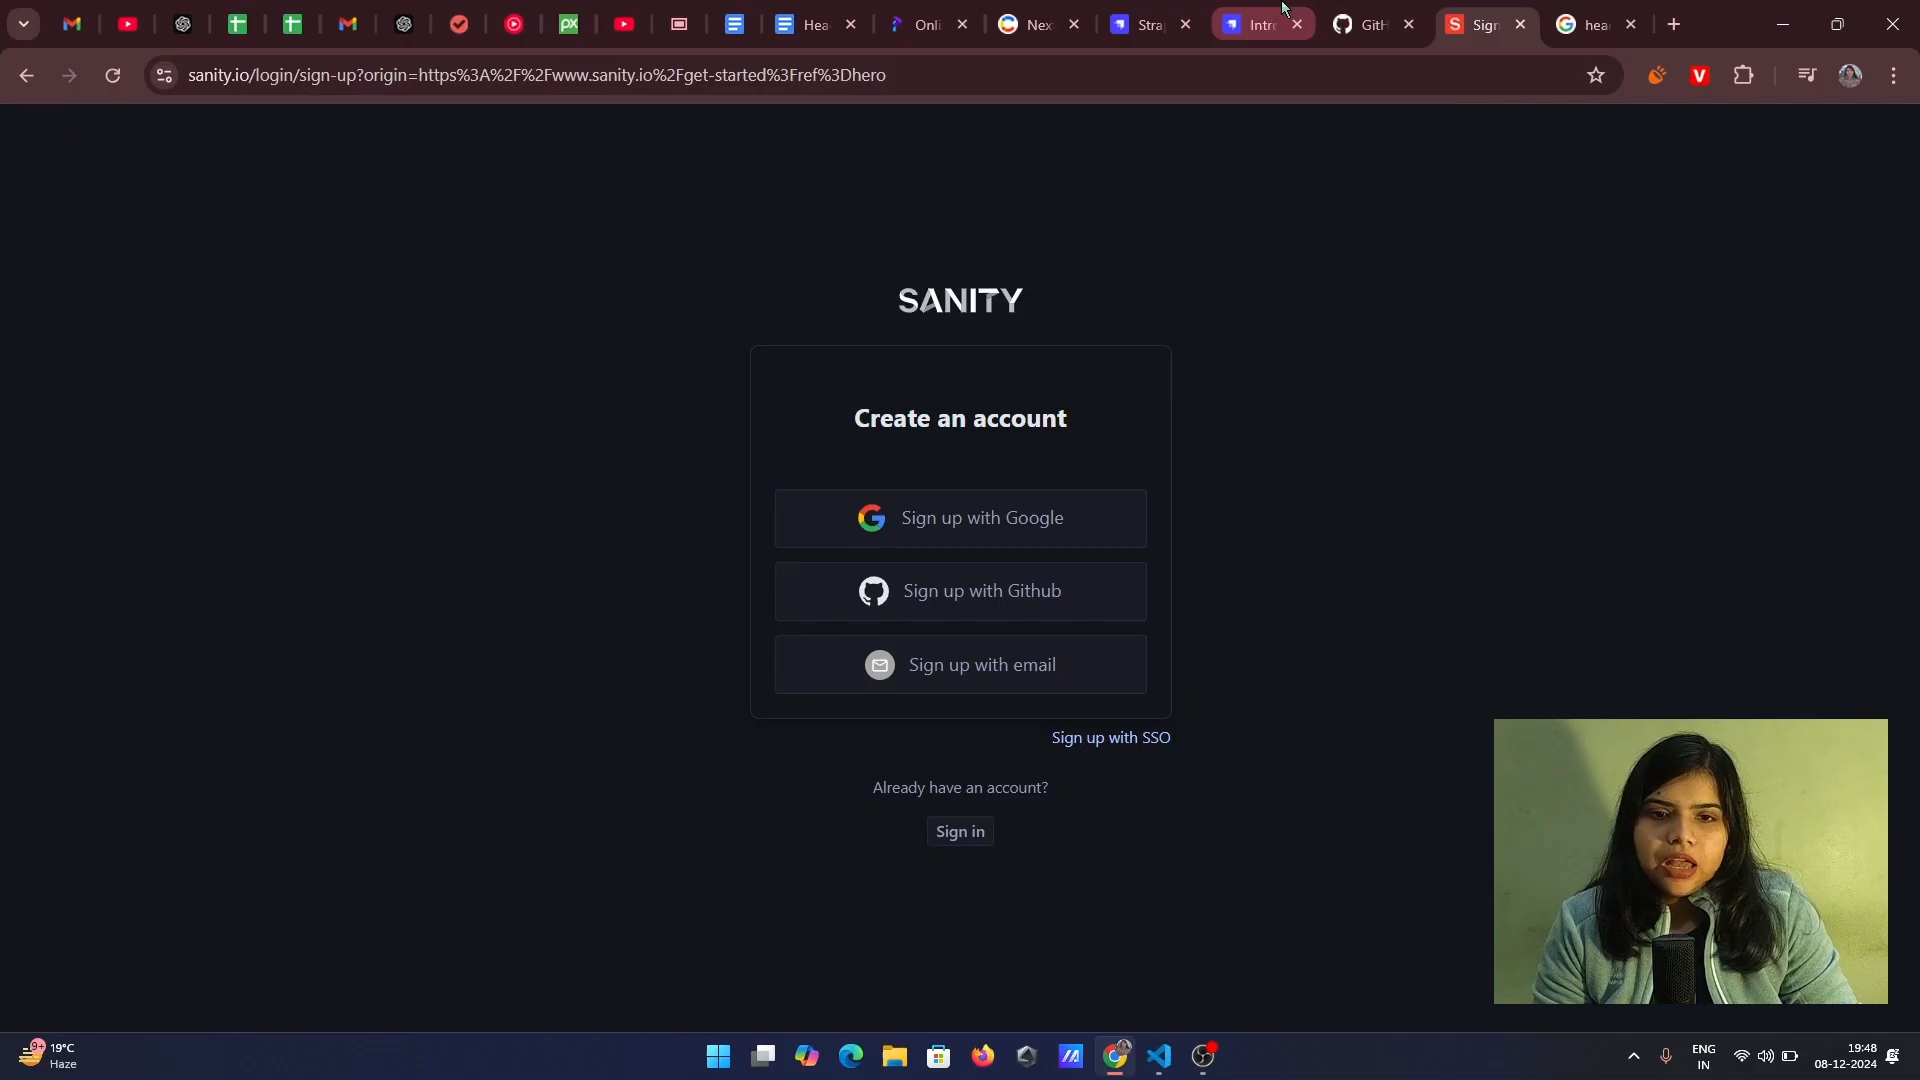 Hea
Onli
Nex
Stra
Intro
GitH
Sign
hea
sanity.io/login/sign-up?origin=https%3A%2F%2Fwww.sanity.io%2Fget-started%3Fref%3Dhero
SANITY
Create an account
Sign up with Google
Sign up with Github
Sign up with email
Sign up with SSO
Already have an account?
Sign in
9+
19°C
Haze
ENG
IN
19:48
08-12-2024